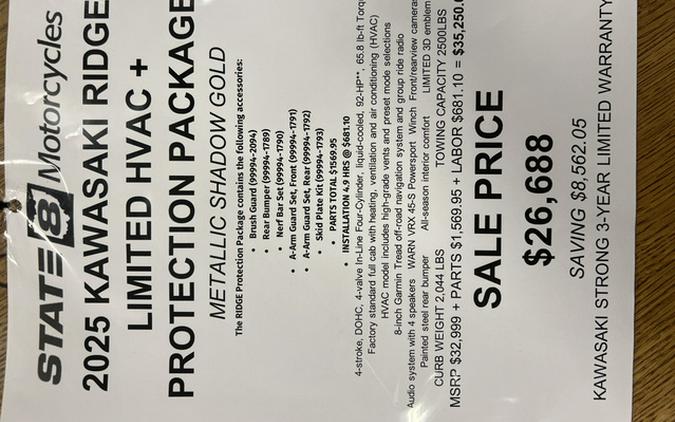 STATE 8 Motorcycles
2025 KAWASAKI RIDGE
LIMITED HVAC +
PROTECTION PACKAGE
METALLIC SHADOW GOLD
The RIDGE Protection Package contains the following accessories:
• Brush Guard (99994-2094)
• Rear Bumper (99994-1789)
• Nerf Bar Set (99994-1790)
• A-Arm Guard Set, Front (99994-1791)
• A-Arm Guard Set, Rear (99994-1792)
• Skid Plate Kit (99994-1793)
• PARTS TOTAL $1569.95
• INSTALLATION 4.9 HRS @ $681.10
4-stroke, DOHC, 4-valve In-Line Four-Cylinder, liquid-cooled, 92-HP**, 65.8 lb-ft Torq
Factory standard full cab with heating, ventilation and air conditioning (HVAC)
HVAC model includes high-grade vents and preset mode selections
8-inch Garmin Tread off-road navigation system and group ride radio
Audio system with 4 speakers WARN VRX 45-S Powersport Winch Front/rearview cameras
Painted steel rear bumper All-season interior comfort LIMITED 3D emblem
CURB WEIGHT 2,044 LBS TOWING CAPACITY 2500LBS
MSRP $32,999 + PARTS $1,569.95 + LABOR $681.10 = $35,250.0
SALE PRICE
$26,688
SAVING $8,562.05
KAWASAKI STRONG 3-YEAR LIMITED WARRANTY